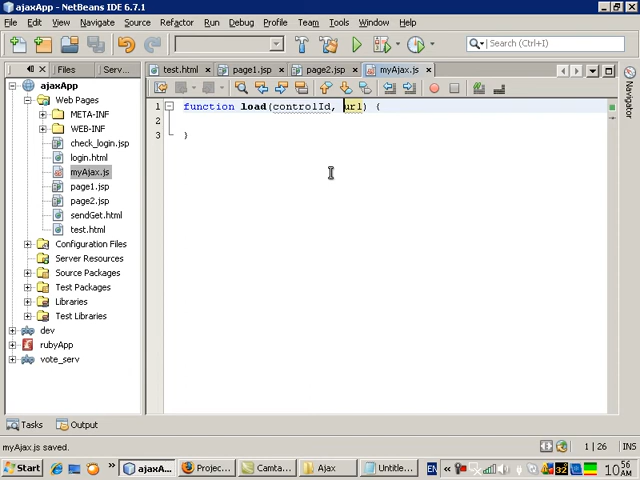 ajaxApp - NetBeans IDE 6.7.1
File Edit View Navigate Source Refactor Run Debug Profile Team Tools Window Help
Search (Ctrl+I)
Files Serv...
test.html page1.jsp page2.jsp myAjax.js
Navigator
ajaxApp
Web Pages
META-INF
WEB-INF
check_login.jsp
login.html
myAjax.js
page1.jsp
page2.jsp
sendGet.html
test.html
Configuration Files
Server Resources
Source Packages
Test Packages
Libraries
Test Libraries
dev
rubyApp
vote_serv
1 function load(controlId, url) {
2
3 }
Tasks Output
myAjax.js saved.
1 | 26 INS
Start ajaxA... Projec... Camta... Ajax Untitle... EN 32 10:56 AM